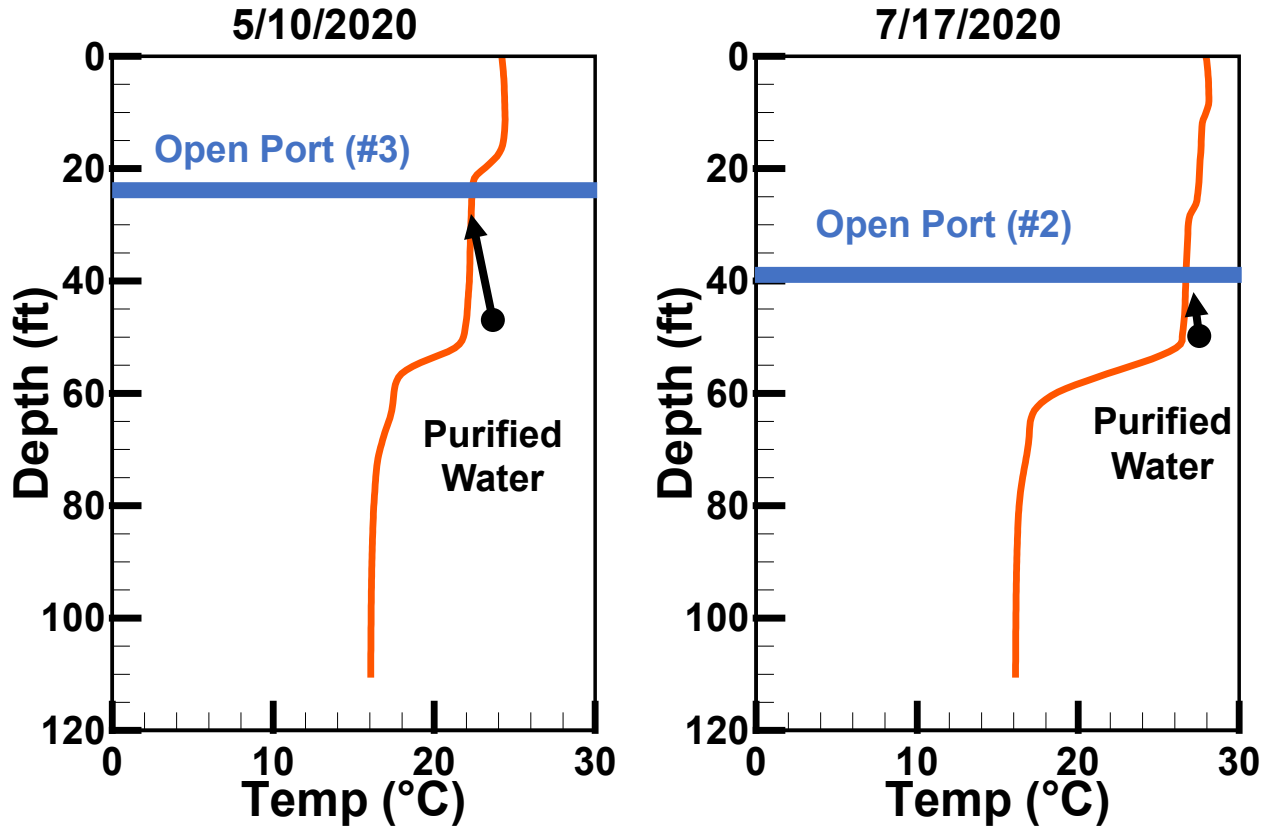 5/10/2020
0
20
40
60
80
100
120
Depth (ft)
Open Port (#3)
Purified
Water
0 10 20 30
Temp (°C)
7/17/2020
0
20
40
60
80
100
120
Depth (ft)
Open Port (#2)
Purified
Water
0 10 20 30
Temp (°C)